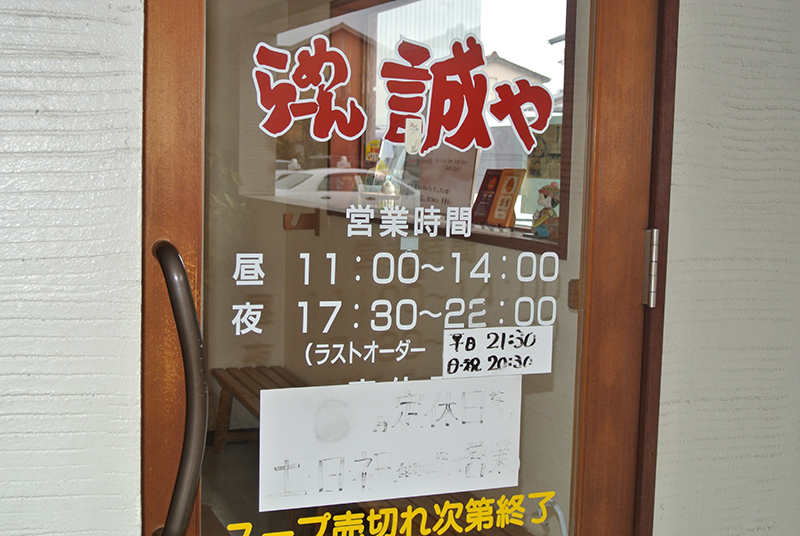 らーめん 誠や
営業時間
昼 11:00〜14:00
夜 17:30〜22:00
(ラストオーダー 平日 21:30
日・祝 20:30
定休日
土日
スープ売切れ次第終了